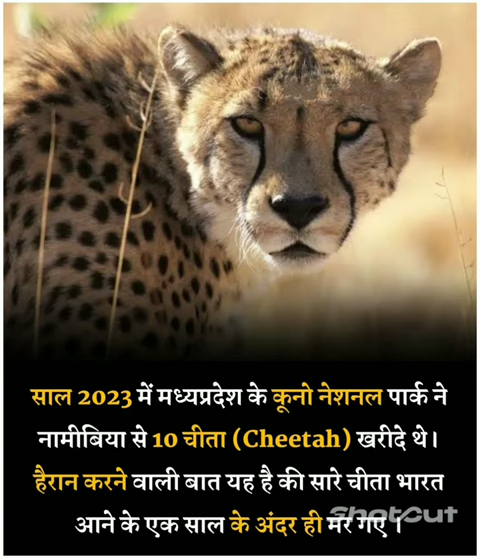 साल 2023 में मध्यप्रदेश के कूनो नेशनल पार्क ने
नामीबिया से 10 चीता (Cheetah) खरीदे थे।
हैरान करने वाली बात यह है की सारे चीता भारत
आने के एक साल के अंदर ही मर गए ।
ShotCut